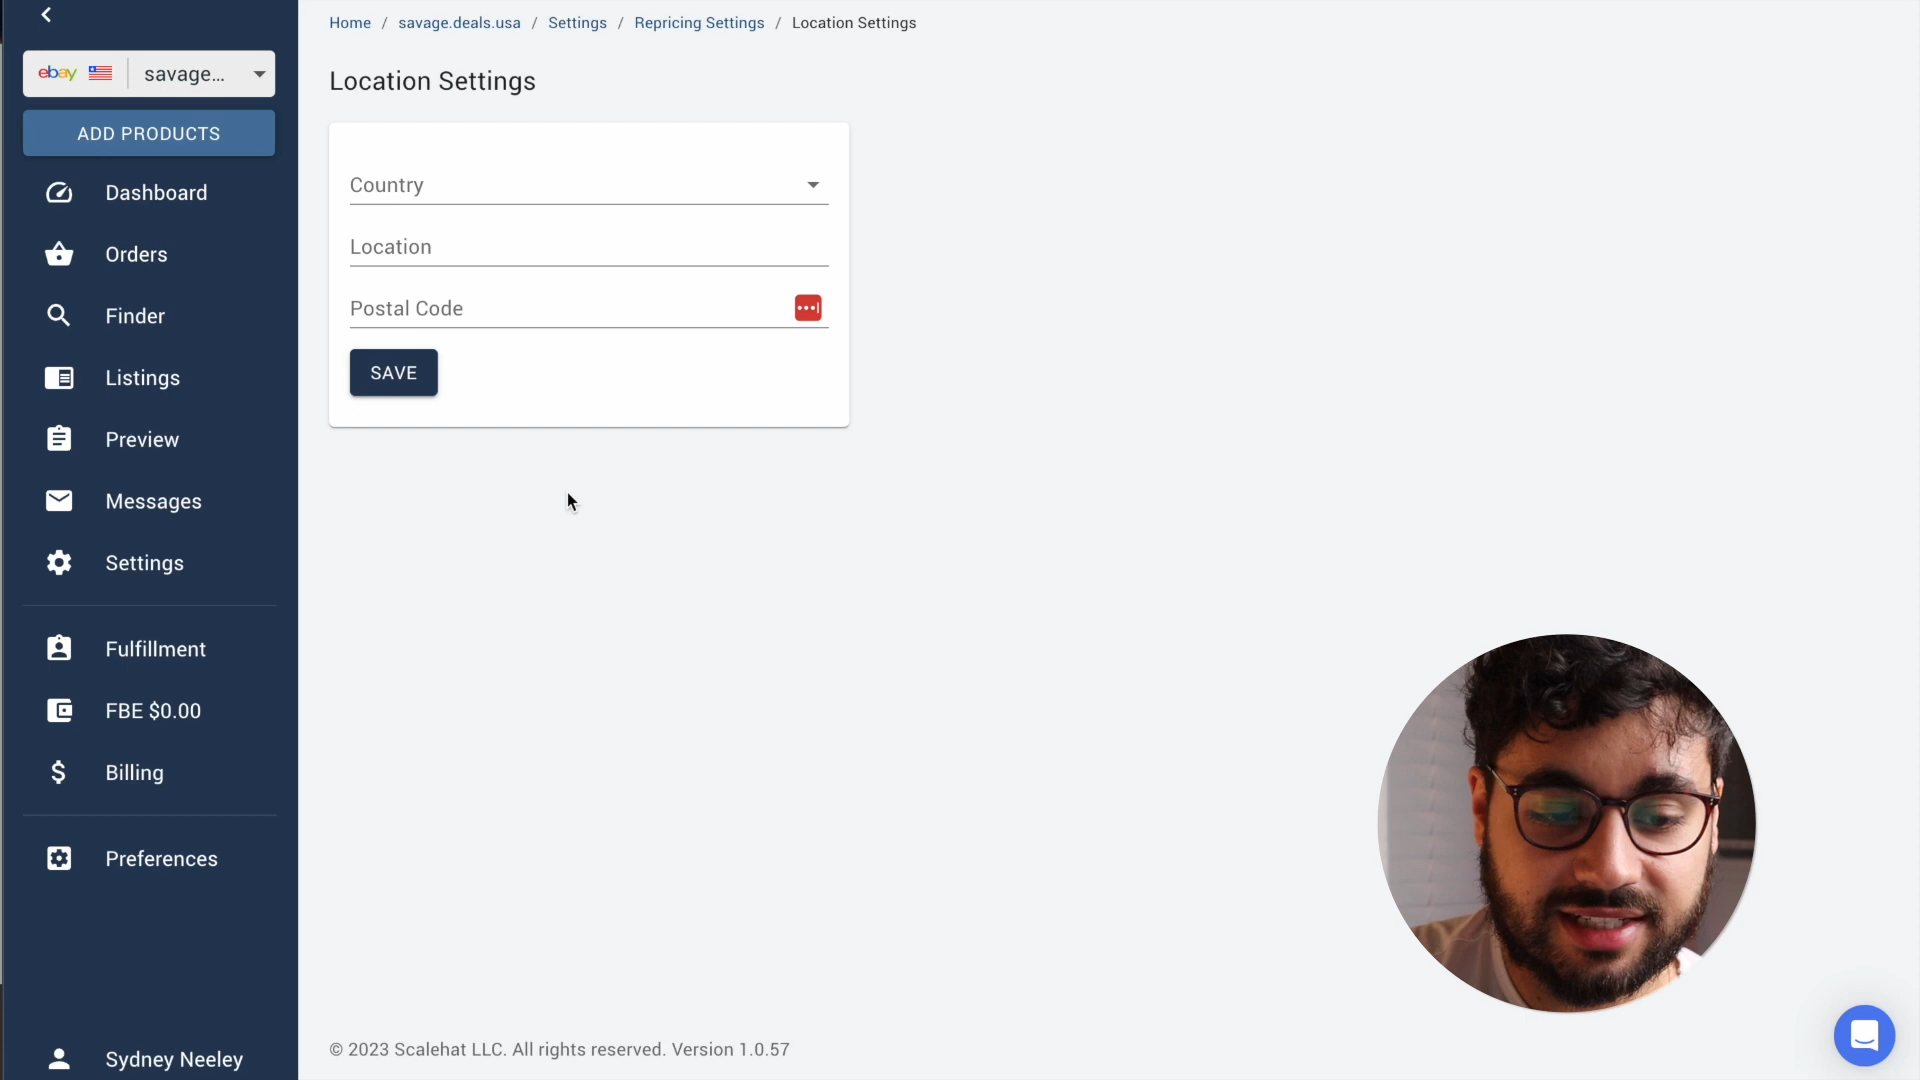 Home / savage.deals.usa / Settings / Repricing Settings / Location Settings
ebay savage...
ADD PRODUCTS
Dashboard
Orders
Finder
Listings
Preview
Messages
Settings
Fulfillment
FBE $0.00
Billing
Preferences
Sydney Neeley
Location Settings
Country
Location
Postal Code
SAVE
© 2023 Scalehat LLC. All rights reserved. Version 1.0.57